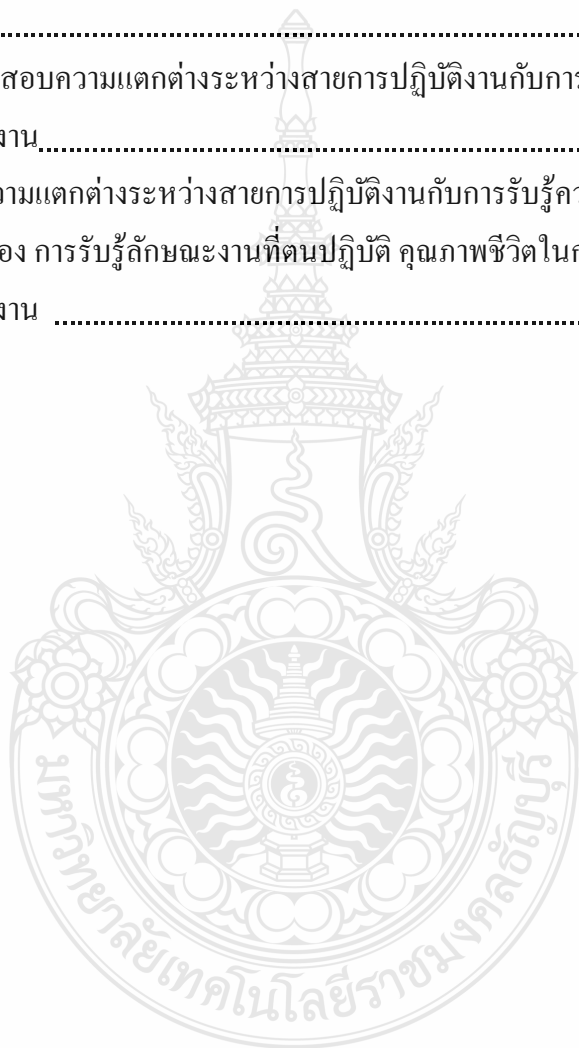 สอบความแตกต่างระหว่างสายการปฏิบัติงานกับการ
งาน
วามแตกต่างระหว่างสายการปฏิบัติงานกับการรับรู้คว
อง การรับรู้ลักษณะงานที่ตนปฏิบัติ คุณภาพชีวิตในก
งาน
มหาวิทยาลัยเทคโนโลยีราชมงคลธัญบุรี